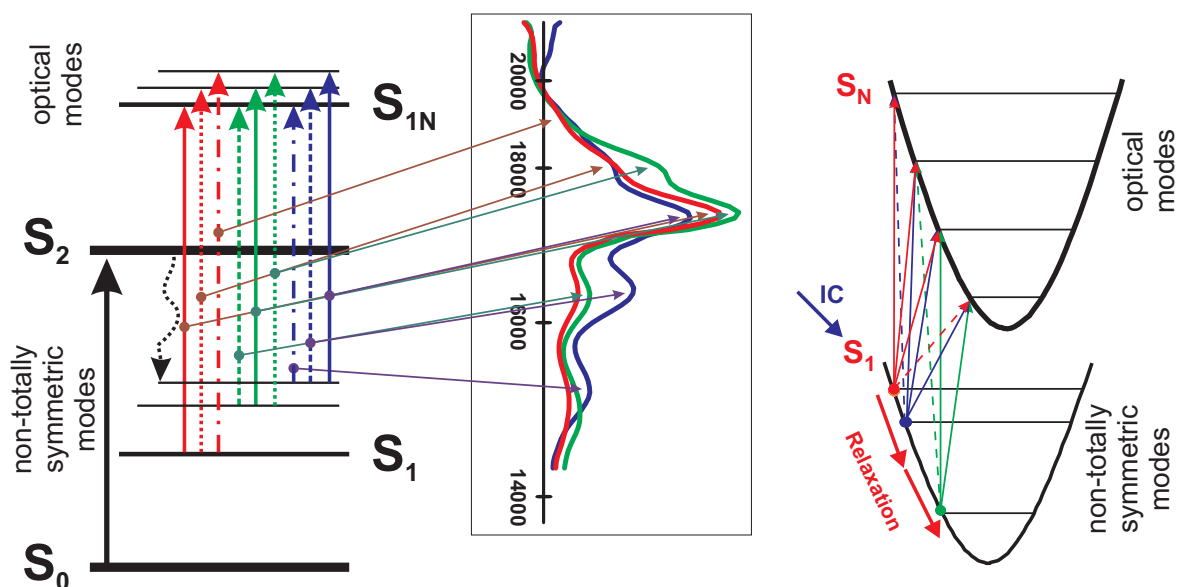 optical
modes
S1N
S2
non-totally
symmetric
modes
S1
S0
20000
18000
16000
14000
SN
optical
modes
IC
S1
Relaxation
non-totally
symmetric
modes